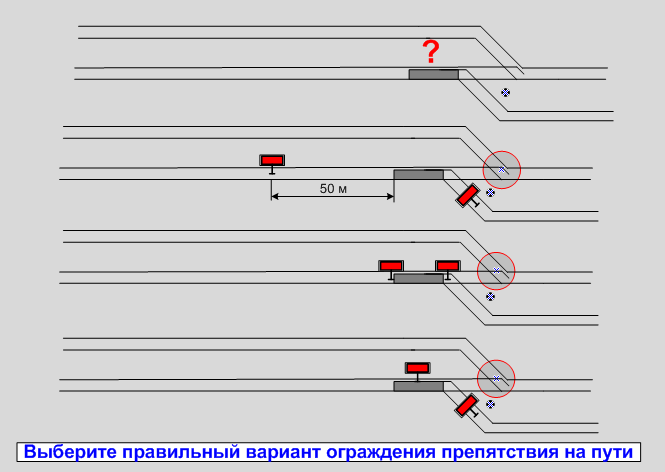 ?
50 м
Выберите правильный вариант ограждения препятствия на пути